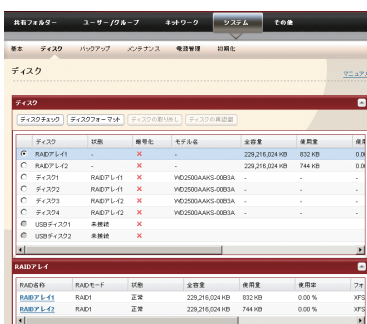 共有フォルダー ユーザー/グループ ネットワーク システム その他
基本 ディスク バックアップ メンテナンス 電源管理 初期化
ディスク
マニュア
ディスク
ディスクチェック ディスクフォーマット ディスクの取り外し ディスクの再認識
ディスク 状態 暗号化 モデル名 全容量 使用量 使用
RAIDアレイ1 - × - 229,216,024 KB 832 KB 0.00
RAIDアレイ2 - × - 229,216,024 KB 744 KB 0.00
ディスク1 RAIDアレイ1 × WD2500AAKS-00B3A - - -
ディスク2 RAIDアレイ1 × WD2500AAKS-00B3A - - -
ディスク3 RAIDアレイ2 × WD2500AAKS-00B3A - - -
ディスク4 RAIDアレイ2 × WD2500AAKS-00B3A - - -
USBディスク1 未接続 ×
USBディスク2 未接続 ×
RAIDアレイ
RAID名称 RAIDモード 状態 全容量 使用量 使用率 フォ
RAIDアレイ1 RAID1 正常 229,216,024 KB 832 KB 0.00 % XFS
RAIDアレイ2 RAID1 正常 229,216,024 KB 744 KB 0.00 % XFS